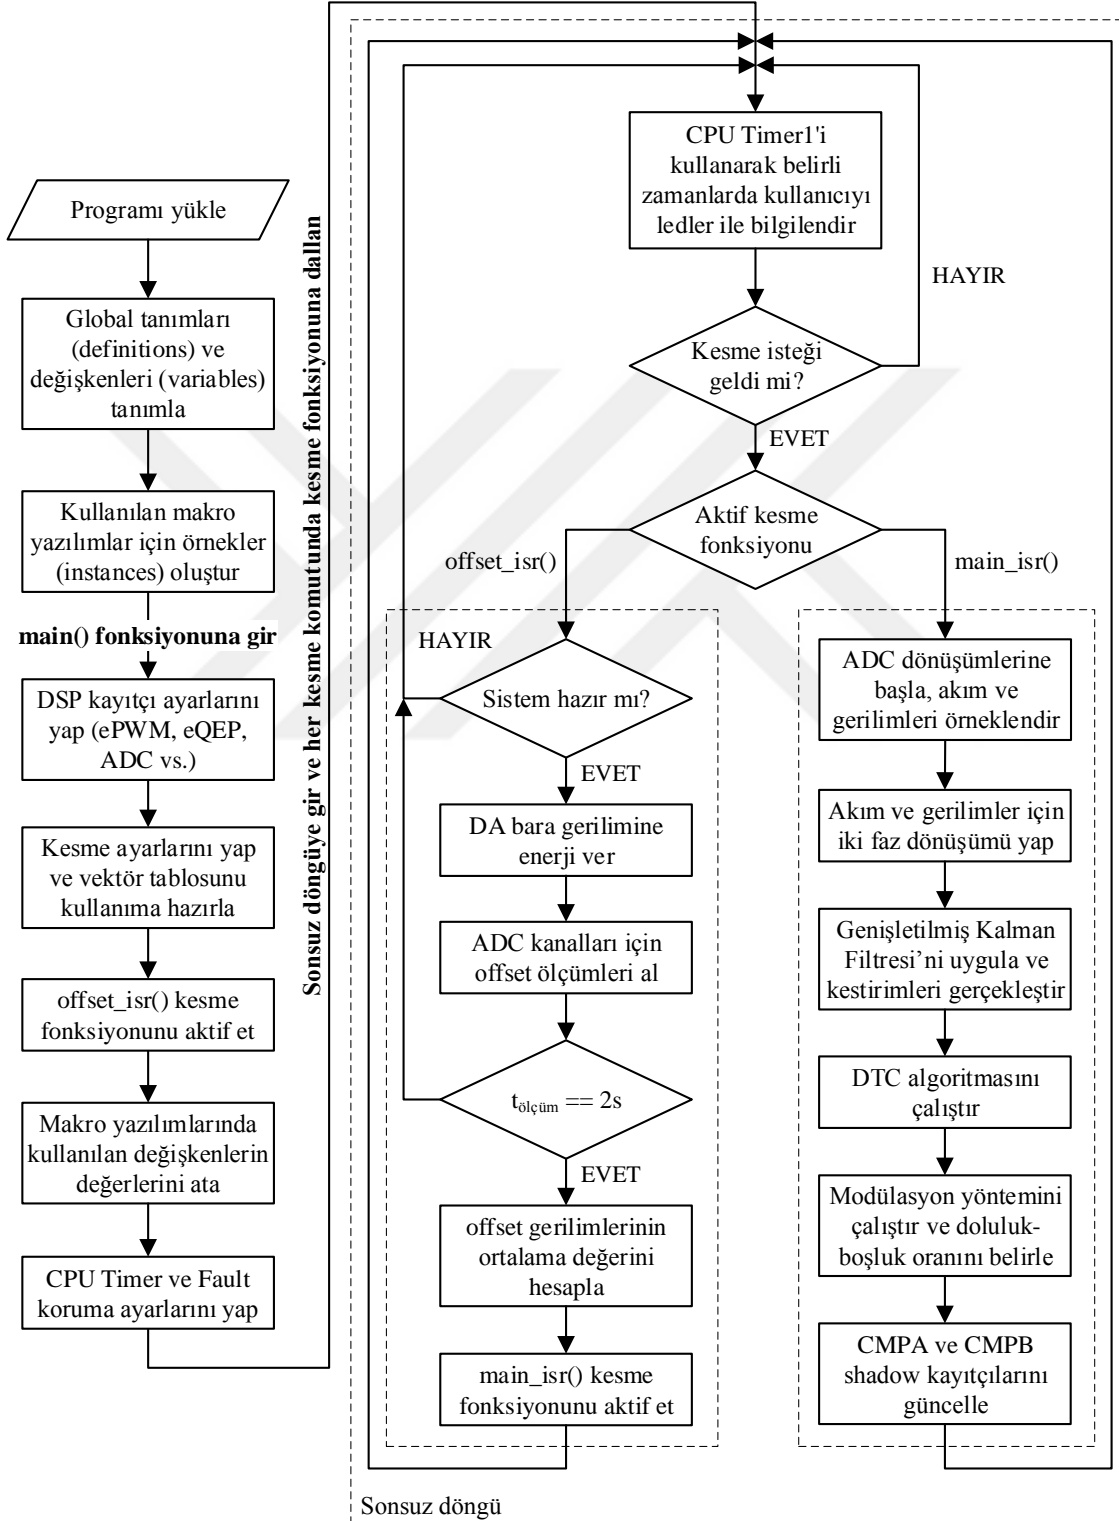 Programı yükle
Global tanımları
(definitions) ve
değişkenleri (variables)
tanımla
Kullanılan makro
yazılımlar için örnekler
(instances) oluştur
main() fonksiyonuna gir
DSP kayıtçı ayarlarını
yap (ePWM, eQEP,
ADC vs.)
Kesme ayarlarını yap
ve vektör tablosunu
kullanıma hazırla
offset_isr() kesme
fonksiyonunu aktif et
Makro yazılımlarında
kullanılan değişkenlerin
değerlerini ata
CPU Timer ve Fault
koruma ayarlarını yap
Sonsuz döngüye gir ve her kesme komutunda kesme fonksiyonuna dallan
CPU Timer1'i
kullanarak belirli
zamanlarda kullanıcıyı
ledler ile bilgilendir
HAYIR
Kesme isteği
geldi mi?
EVET
Aktif kesme
fonksiyonu
offset_isr()
main_isr()
HAYIR
Sistem hazır mı?
EVET
DA bara gerilimine
enerji ver
ADC kanalları için
offset ölçümleri al
tölçüm == 2s
EVET
offset gerilimlerinin
ortalama değerini
hesapla
main_isr() kesme
fonksiyonunu aktif et
ADC dönüşümlerine
başla, akım ve
gerilimleri örneklendir
Akım ve gerilimler için
iki faz dönüşümü yap
Genişletilmiş Kalman
Filtresi’ni uygula ve
kestirimleri gerçekleştir
DTC algoritmasını
çalıştır
Modülasyon yöntemini
çalıştır ve doluluk-
boşluk oranını belirle
CMPA ve CMPB
shadow kayıtçılarını
güncelle
Sonsuz döngü